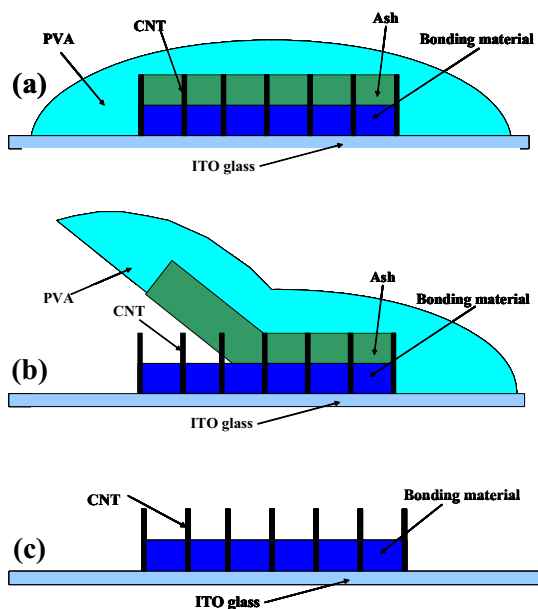 Ash
CNT
PVA
Bonding material
(a)
ITO glass
PVA
Ash
Bonding material
CNT
(b)
ITO glass
CNT
Bonding material
(c)
ITO glass